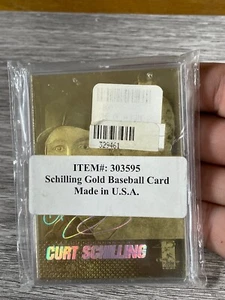 329461
ITEM#: 303595
Schilling Gold Baseball Card
Made in U.S.A.
CURT SCHILLING